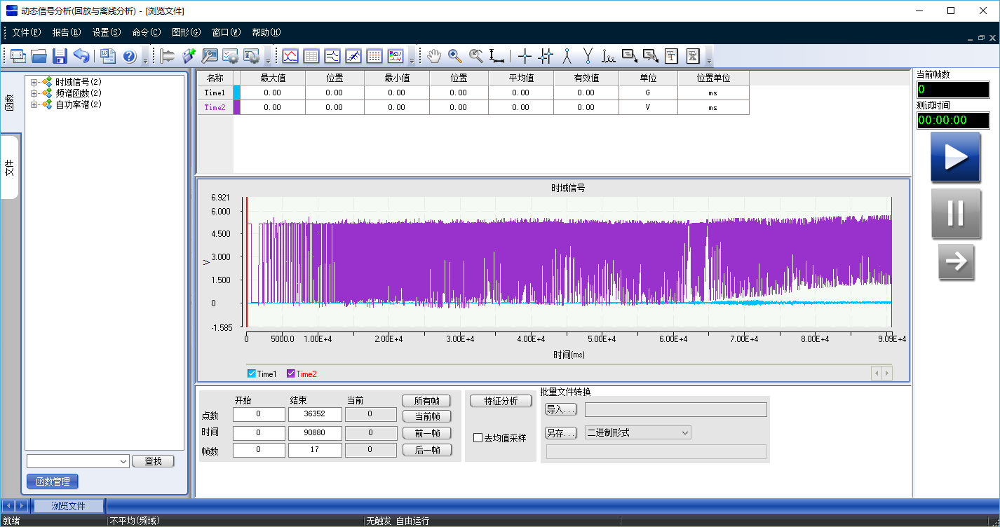 动态信号分析(回放与离线分析) - [浏览文件]
文件(F) 报告(R) 设置(S) 命令(C) 图形(G) 窗口(W) 帮助(H)
函数
文件
时域信号(2)
频谱函数(2)
自功率谱(2)
查找
函数管理
名称 最大值 位置 最小值 位置 平均值 有效值 单位 位置单位
Time1 0.00 0.00 0.00 0.00 0.00 0.00 G ms
Time2 0.00 0.00 0.00 0.00 0.00 0.00 V ms
时域信号
6.921
6.000
4.500
3.000
1.500
0
-1.585
V
0 5000.0 1.00E+4 2.00E+4 3.00E+4 4.00E+4 5.00E+4 6.00E+4 7.00E+4 8.00E+4 9.09E+4
时间(ms)
Time1 Time2
开始 结束 当前
点数 0 36352 0
时间 0 90880 0
帧数 0 17 0
所有帧
当前帧
前一帧
后一帧
特征分析
去均值采样
批量文件转换
导入...
另存... 二进制形式
当前帧数
0
测试时间
00:00:00
浏览文件
就绪 不平均(频域) 无触发 自由运行